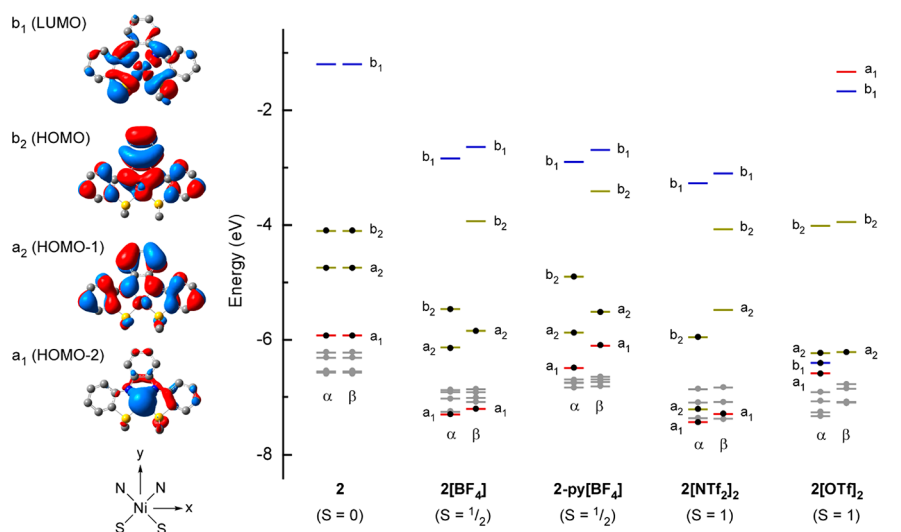 b₁ (LUMO)
b₂ (HOMO)
a₂ (HOMO-1)
a₁ (HOMO-2)
y
x
N N
Ni
S S
Energy (eV)
-2
-4
-6
-8
b₁
b₂
a₂
a₁
α β
2
(S = 0)
b₁ b₁
b₂
b₂
a₂ a₂
a₁ a₁
α β
2[BF₄]
(S = ¹/₂)
b₁ b₁
b₂
b₂
a₂ a₂
a₁ a₁
α β
2-py[BF₄]
(S = ¹/₂)
b₁ b₁
b₂
a₂
b₂
a₂
a₁ a₁
α β
2[NTf₂]₂
(S = 1)
a₁
b₁
b₂ b₂
a₂ a₂
b₁
a₁
α β
2[OTf]₂
(S = 1)